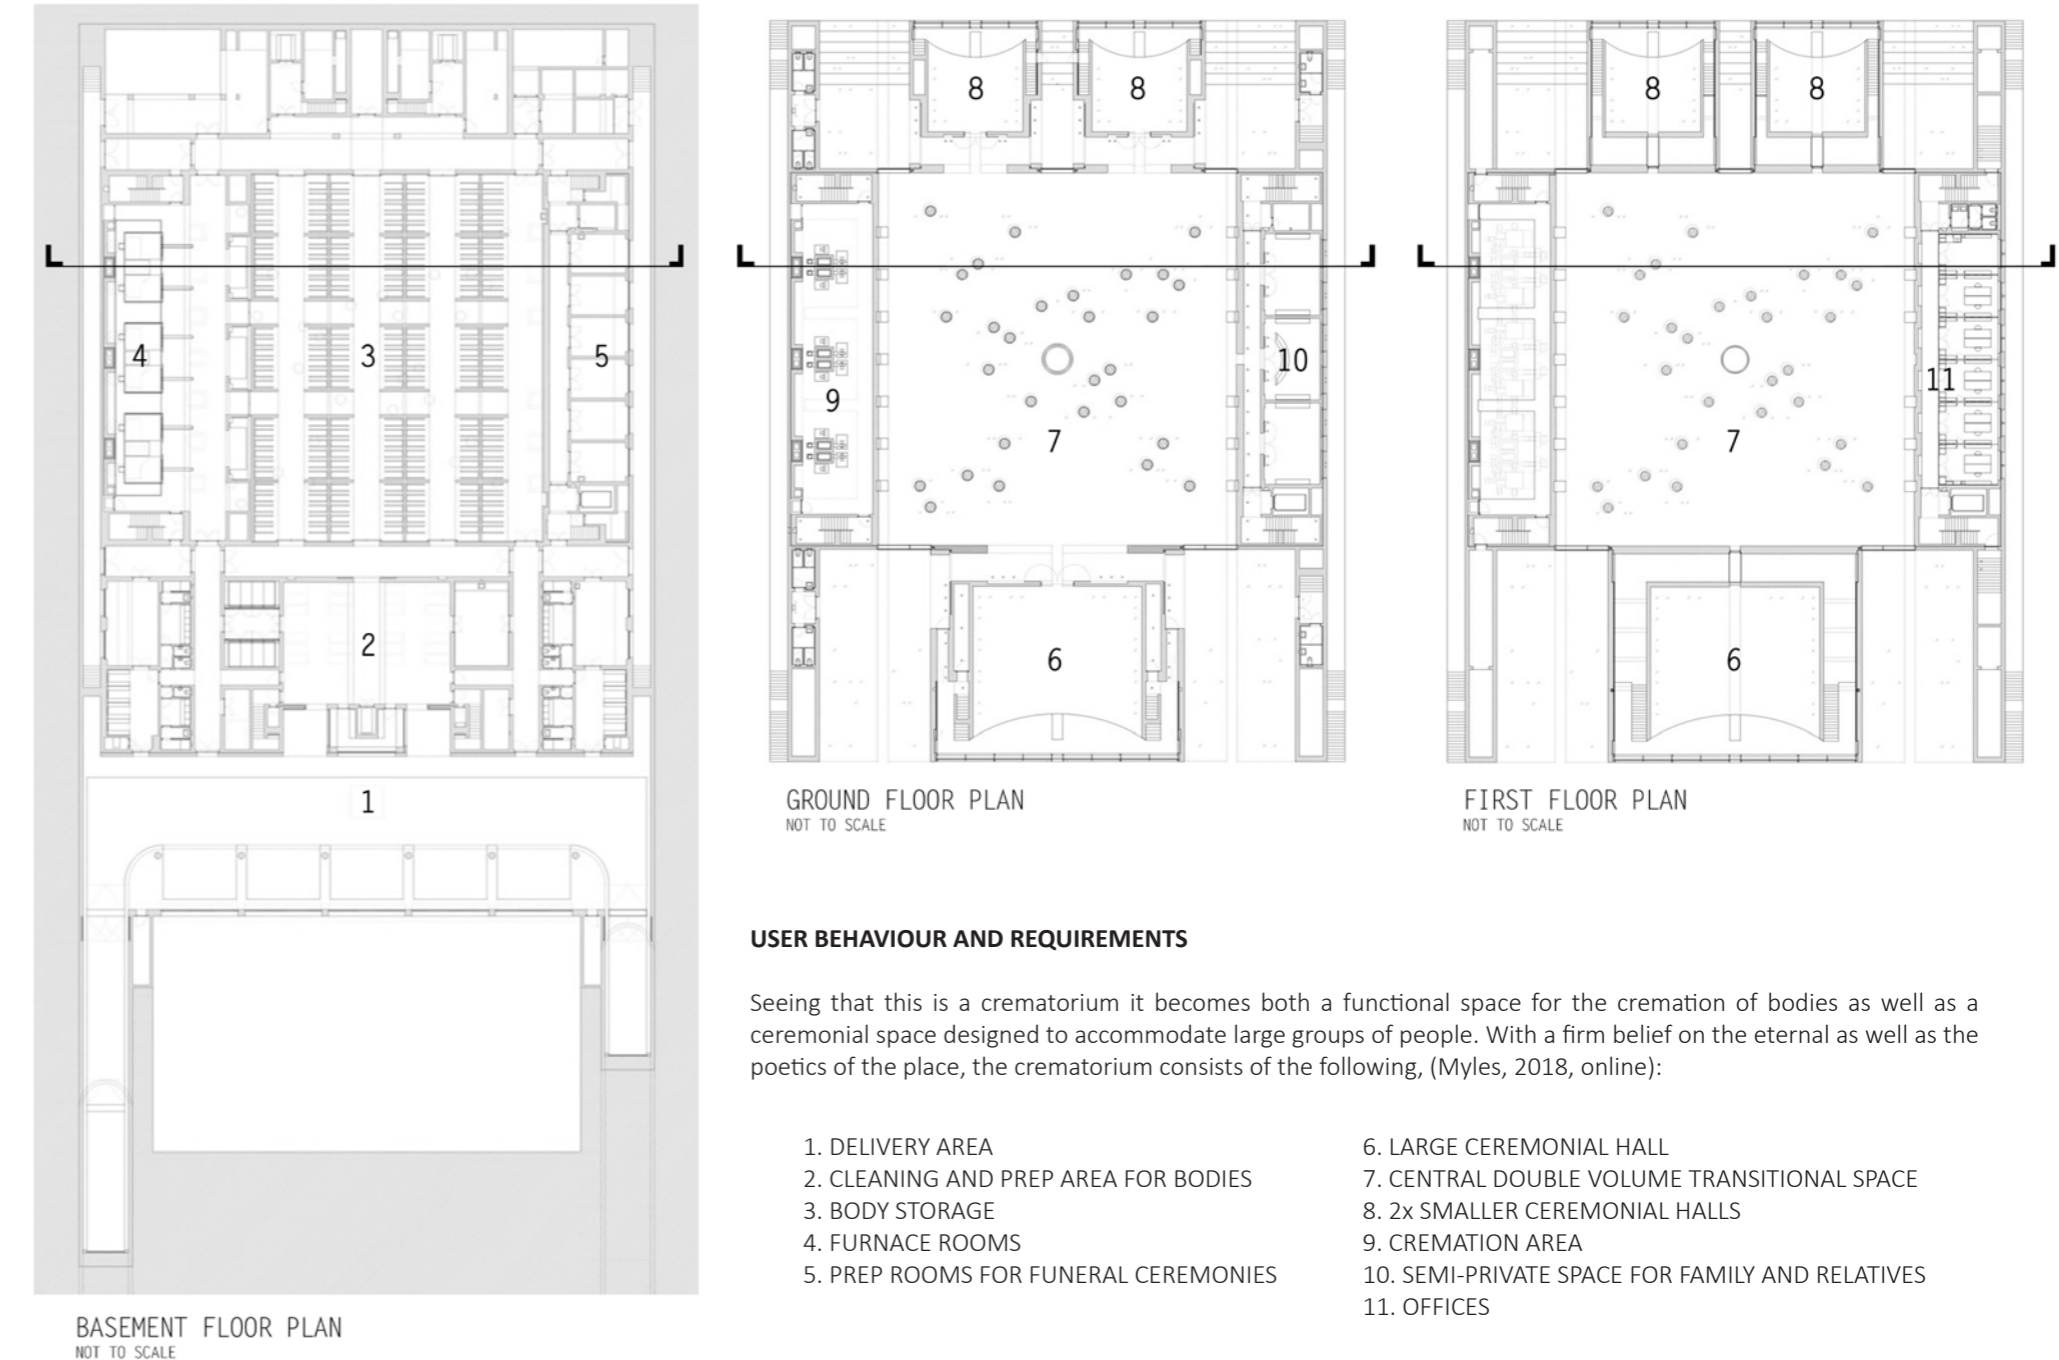 4
3
5
2
1
BASEMENT FLOOR PLAN
NOT TO SCALE
8
8
9
10
7
6
GROUND FLOOR PLAN
NOT TO SCALE
8
8
11
7
6
FIRST FLOOR PLAN
NOT TO SCALE
USER BEHAVIOUR AND REQUIREMENTS
Seeing that this is a crematorium it becomes both a functional space for the cremation of bodies as well as a
ceremonial space designed to accommodate large groups of people. With a firm belief on the eternal as well as the
poetics of the place, the crematorium consists of the following, (Myles, 2018, online):
1. DELIVERY AREA
2. CLEANING AND PREP AREA FOR BODIES
3. BODY STORAGE
4. FURNACE ROOMS
5. PREP ROOMS FOR FUNERAL CEREMONIES
6. LARGE CEREMONIAL HALL
7. CENTRAL DOUBLE VOLUME TRANSITIONAL SPACE
8. 2x SMALLER CEREMONIAL HALLS
9. CREMATION AREA
10. SEMI-PRIVATE SPACE FOR FAMILY AND RELATIVES
11. OFFICES